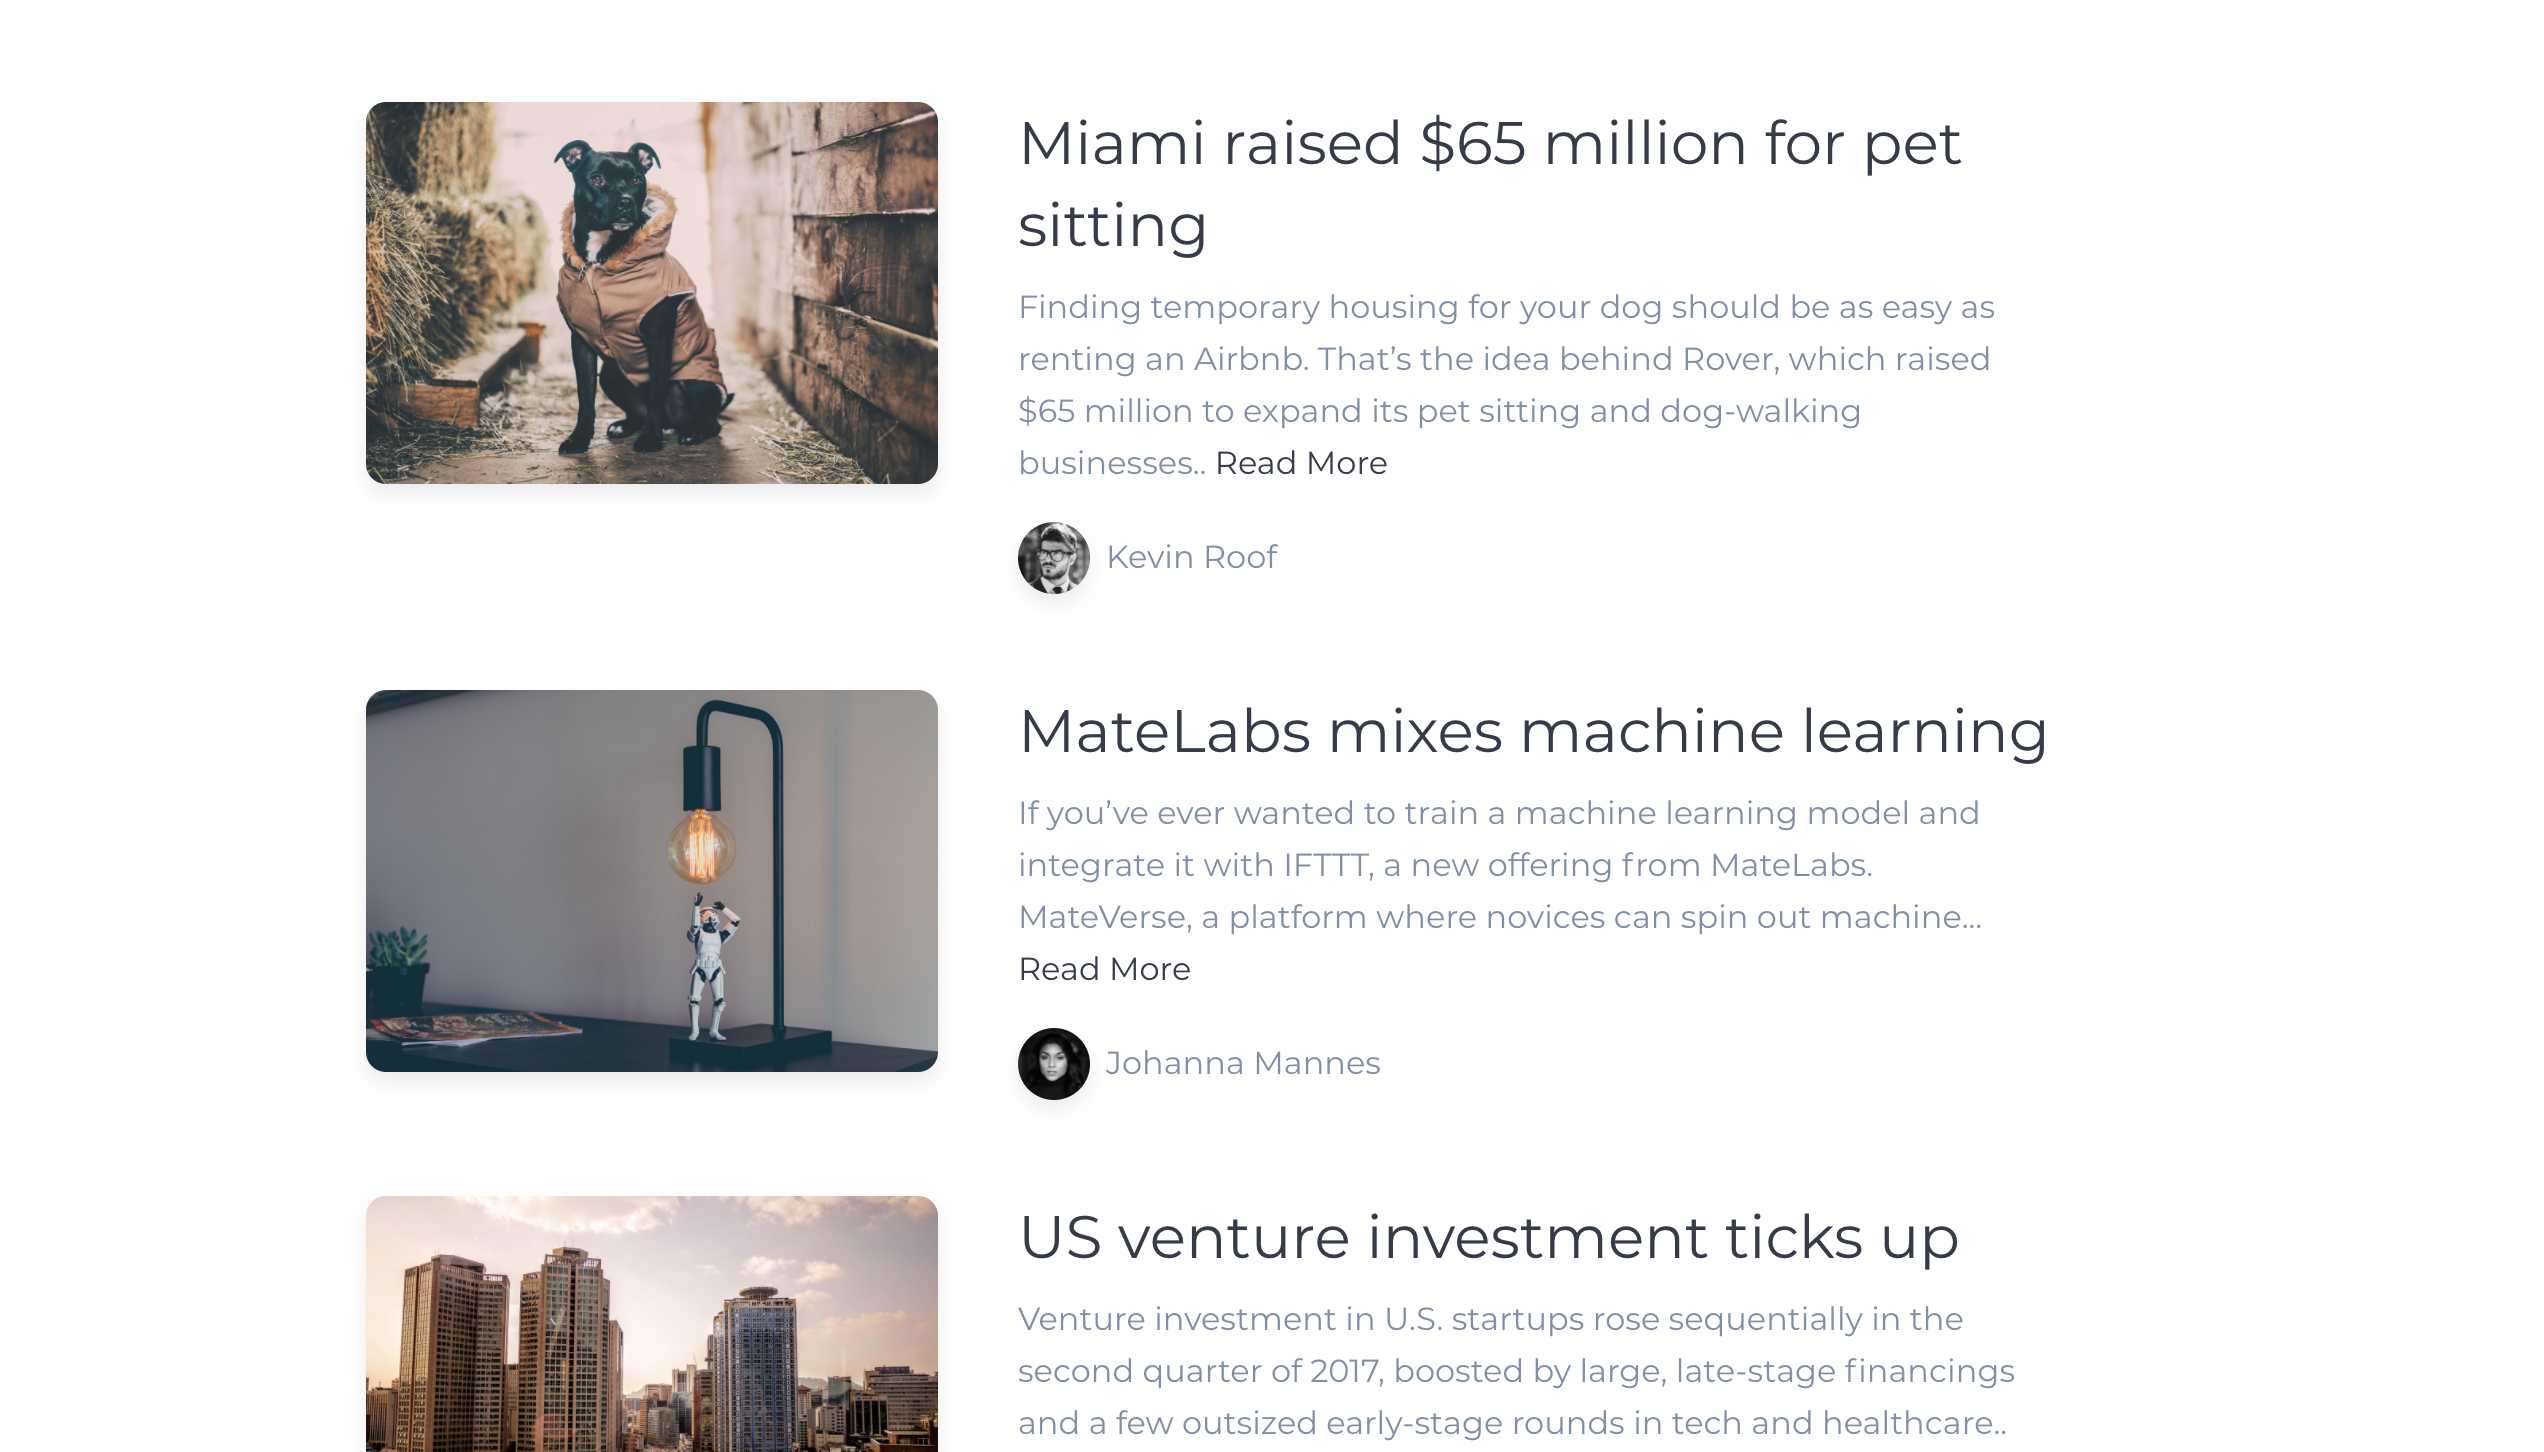 Miami raised $65 million for pet
sitting
Finding temporary housing for your dog should be as easy as
renting an Airbnb. That’s the idea behind Rover, which raised
$65 million to expand its pet sitting and dog-walking
businesses.. Read More
Kevin Roof
MateLabs mixes machine learning
If you’ve ever wanted to train a machine learning model and
integrate it with IFTTT, a new offering from MateLabs.
MateVerse, a platform where novices can spin out machine...
Read More
Johanna Mannes
US venture investment ticks up
Venture investment in U.S. startups rose sequentially in the
second quarter of 2017, boosted by large, late-stage financings
and a few outsized early-stage rounds in tech and healthcare..